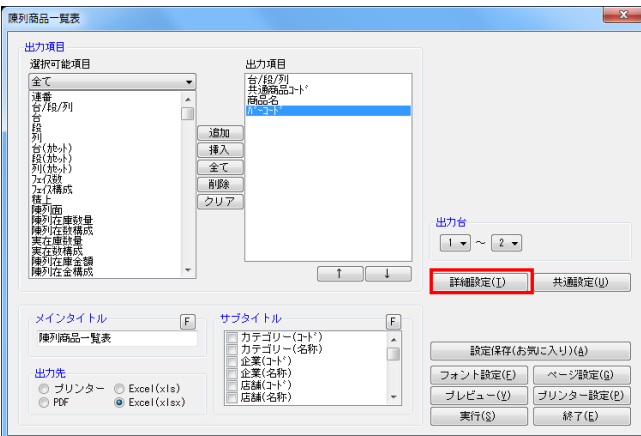 陳列商品一覧表
出力項目
選択可能項目
全て
連番
台/段/列
台
段
列
台(ｶｾｯﾄ)
段(ｶｾｯﾄ)
列(ｶｾｯﾄ)
ﾌｪｲｽ数
ﾌｪｲｽ構成
積上
陳列面
陳列在庫数量
陳列在数構成
実在庫数量
実在数構成
陳列在庫金額
陳列在金構成
追加
挿入
全て
削除
クリア
出力項目
台/段/列
共通商品ｺｰﾄﾞ
商品名
ﾊﾞｰｺｰﾄﾞ
↑
↓
出力台
1 ～ 2
詳細設定(T)
共通設定(U)
メインタイトル
F
陳列商品一覧表
出力先
プリンター
Excel(xls)
PDF
Excel(xlsx)
サブタイトル
F
カテゴリー(ｺｰﾄﾞ)
カテゴリー(名称)
企業(ｺｰﾄﾞ)
企業(名称)
店舗(ｺｰﾄﾞ)
店舗(名称)
設定保存(お気に入り)(A)
フォント設定(F)
ページ設定(G)
プレビュー(V)
プリンター設定(P)
実行(S)
終了(E)